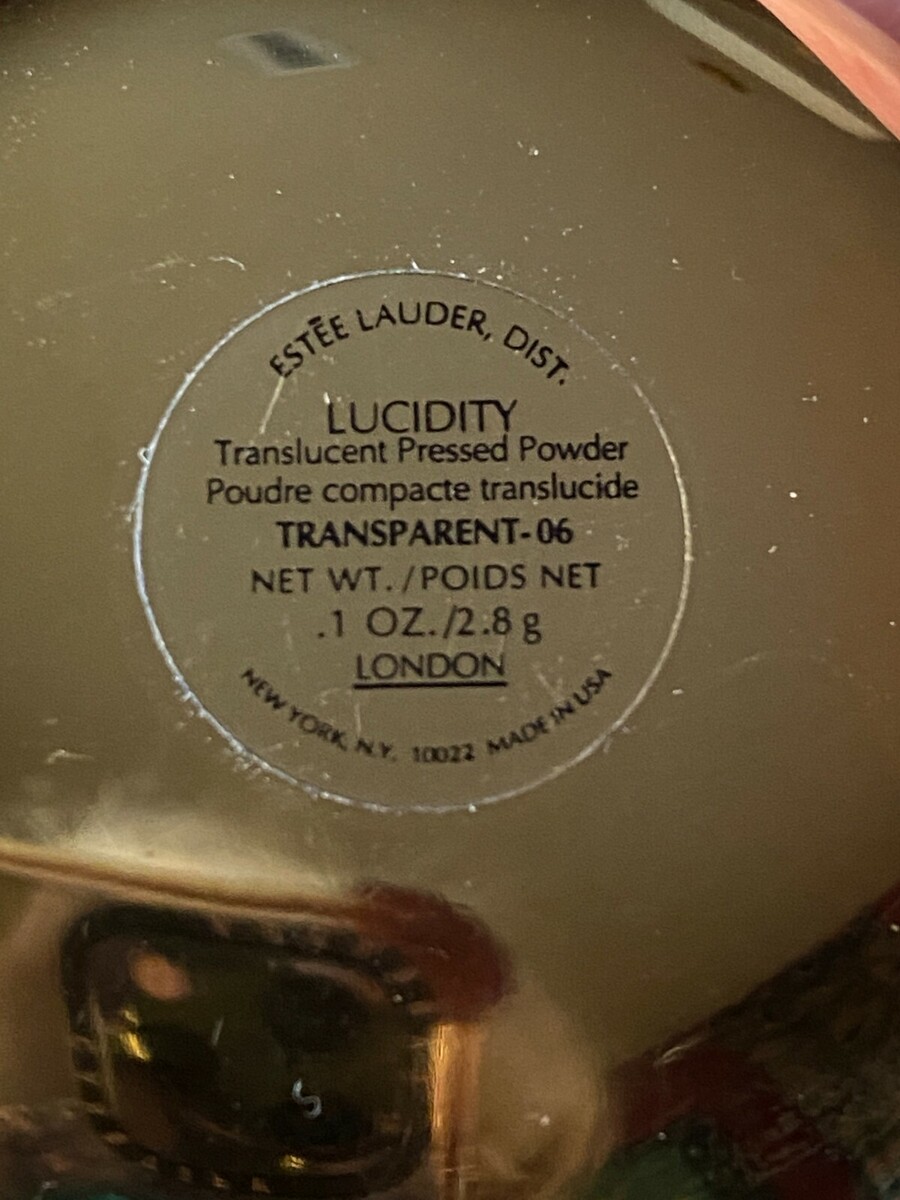 ESTÉE LAUDER, DIST.
LUCIDITY
Translucent Pressed Powder
Poudre compacte translucide
TRANSPARENT-06
NET WT./POIDS NET
.1 OZ./2.8 g
LONDON
NEW YORK, N.Y. 10022 MADE IN USA